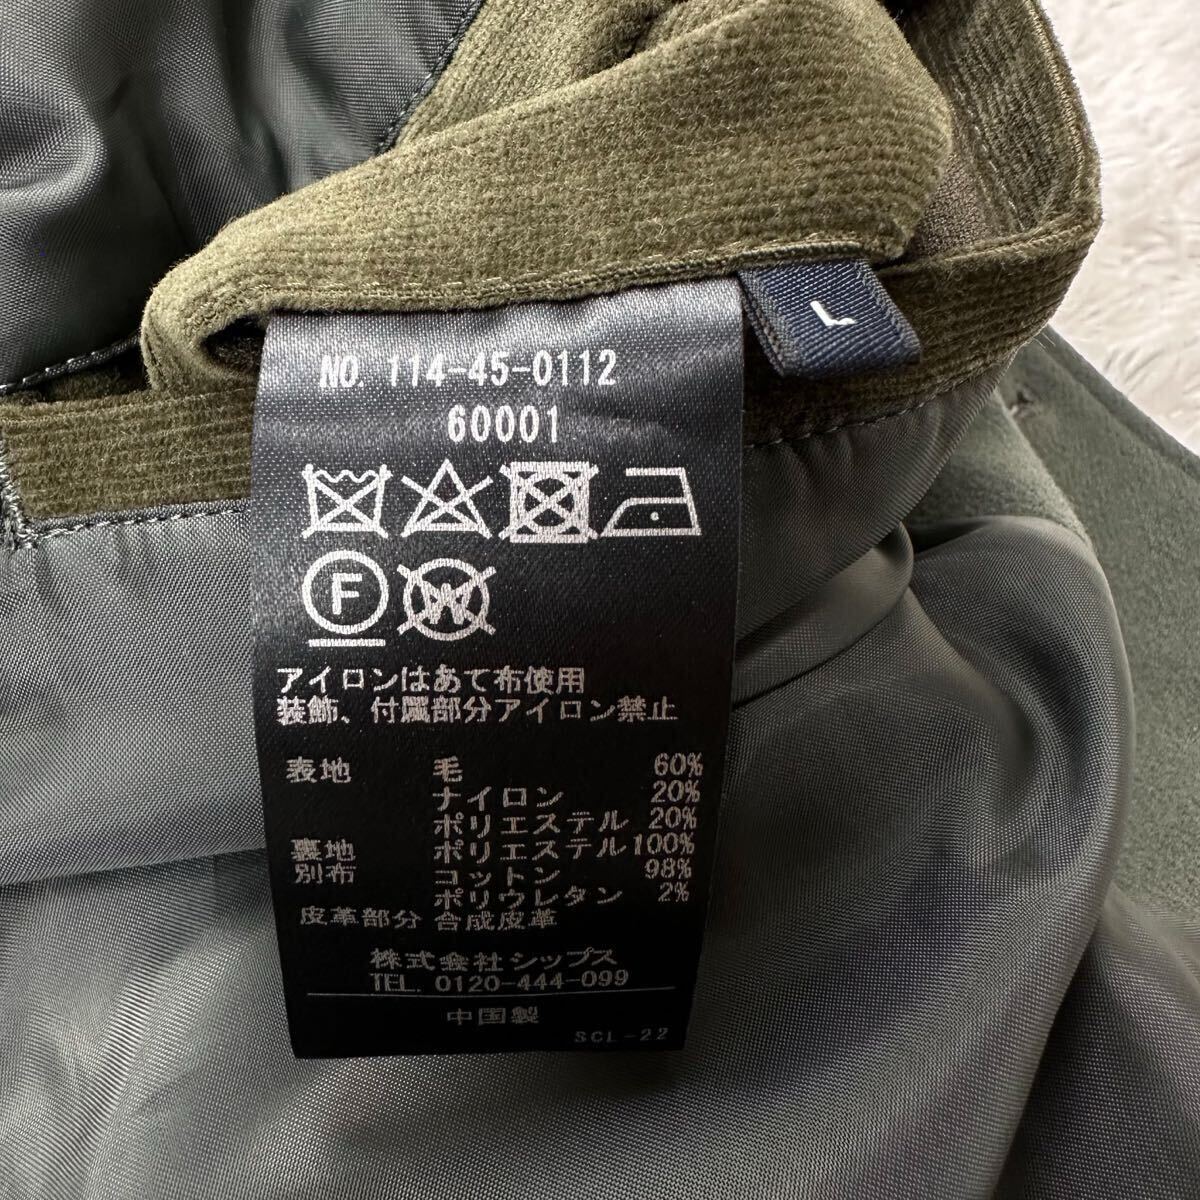 L
NO. 114-45-0112
60001
F
W
アイロンはあて布使用
装飾、付属部分アイロン禁止
表地 毛 60%
ナイロン 20%
ポリエステル 20%
裏地 ポリエステル 100%
別布 コットン 98%
ポリウレタン 2%
皮革部分 合成皮革
株式会社シップス
TEL. 0120-444-099
中国製
SCL-22